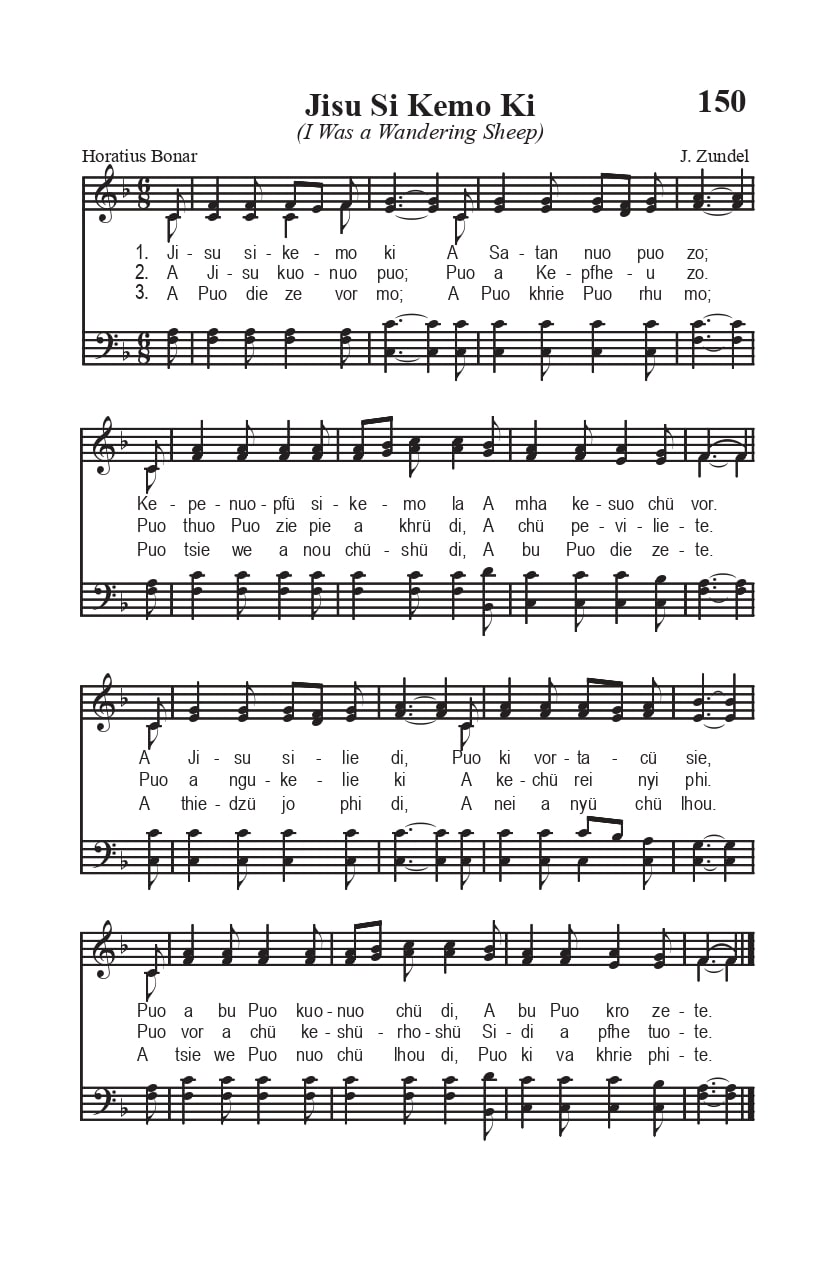 Jisu Si Kemo Ki
150
(I Was a Wandering Sheep)
Horatius Bonar
J. Zundel
1. Ji - su si - ke - mo ki A Sa - tan nuo puo zo;
2. A Ji - su kuo - nuo puo; Puo a Ke - pfhe - u zo.
3. A Puo die ze vor mo; A Puo khrie Puo rhu mo;
Ke - pe - nuo - pfü si - ke - mo la A mha ke - suo chü vor.
Puo thuo Puo zie pie a khrü di, A chü pe - vi - lie - te.
Puo tsie we a nou chü - shü di, A bu Puo die ze - te.
A Ji - su si - lie di, Puo ki vor - ta - cü sie,
Puo a ngu - ke - lie ki A ke - chü rei nyi phi.
A thie - dzü jo phi di, A nei a nyü chü lhou.
Puo a bu Puo kuo - nuo chü di, A bu Puo kro ze - te.
Puo vor a chü ke - shü - rho - shü Si - di a pfhe tuo - te.
A tsie we Puo nuo chü lhou di, Puo ki va khrie phi - te.